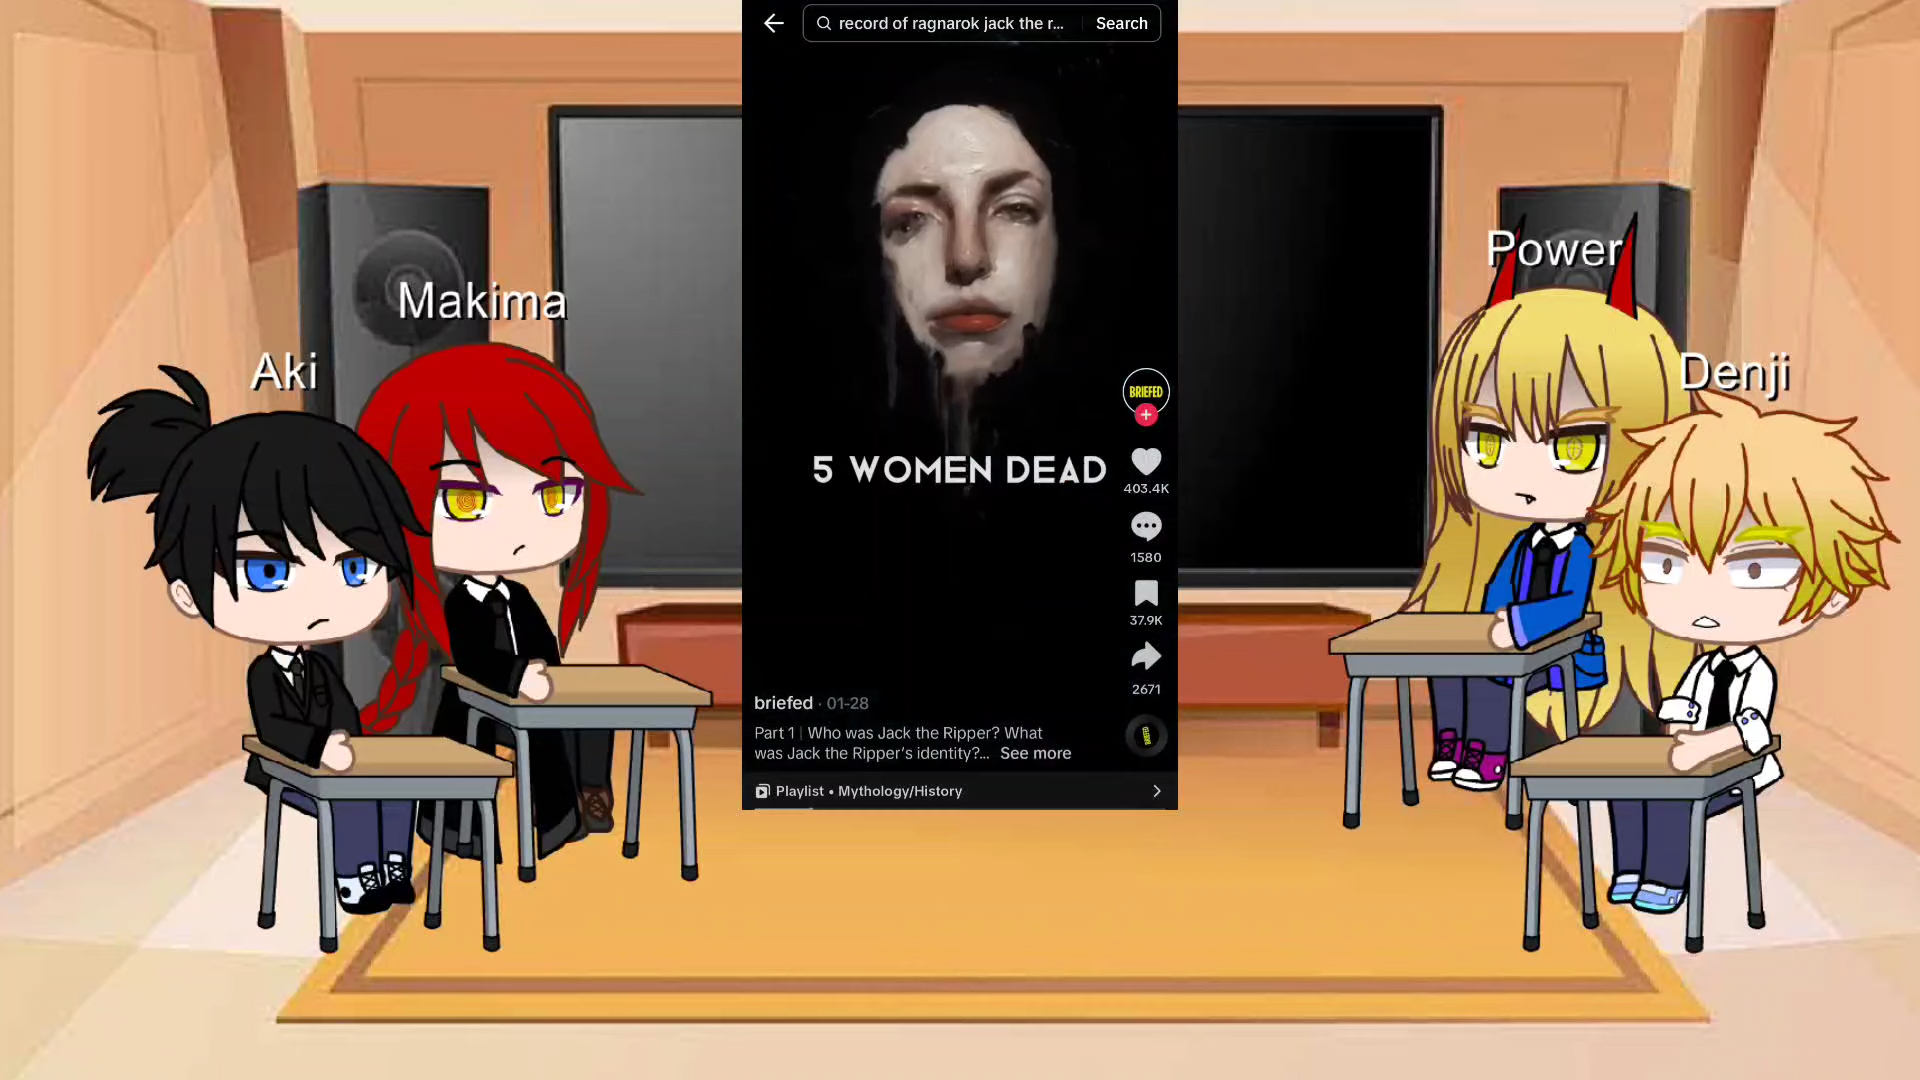 record of ragnarok jack the r... Search
Power
Makima
Aki
Denji
BRIEFED
5 WOMEN DEAD
403.4K
1580
37.9K
2671
briefed · 01-28
Part 1 | Who was Jack the Ripper? What
was Jack the Ripper's identity?... See more
Playlist • Mythology/History